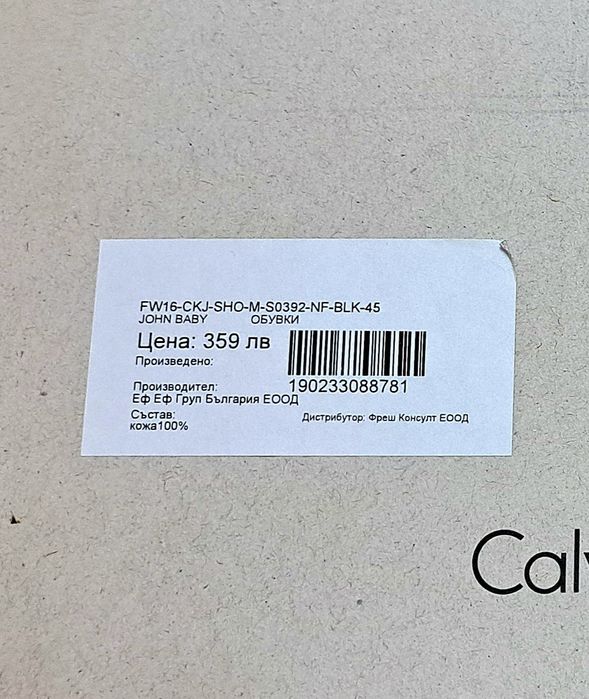 FW16-CKJ-SHO-M-S0392-NF-BLK-45
JOHN BABY ОБУВКИ
Цена: 359 лв
Произведено:
190233088781
Производител:
Еф Еф Груп България ЕООД
Състав:
кожа100%
Дистрибутор: Фреш Консулт ЕООД
Cal